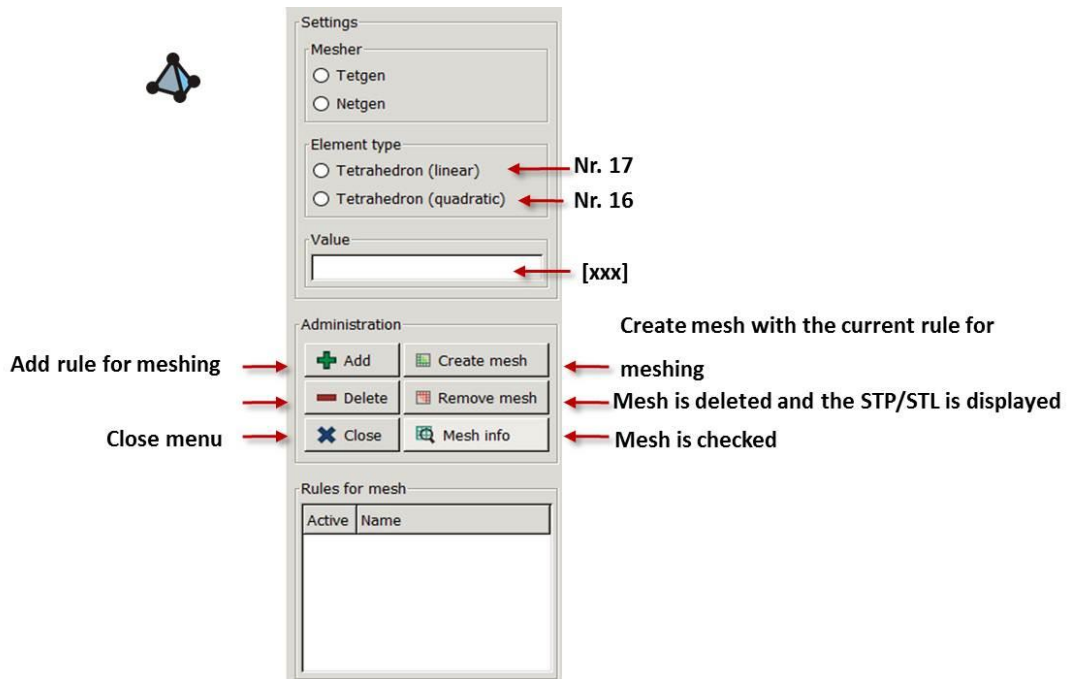 Settings
Mesher
Tetgen
Netgen
Element type
Tetrahedron (linear)
Nr. 17
Tetrahedron (quadratic)
Nr. 16
Value
[xxx]
Administration
Create mesh with the current rule for
meshing
Add rule for meshing
Add
Create mesh
Delete
Remove mesh
Mesh is deleted and the STP/STL is displayed
Close menu
Close
Mesh info
Mesh is checked
Rules for mesh
Active Name